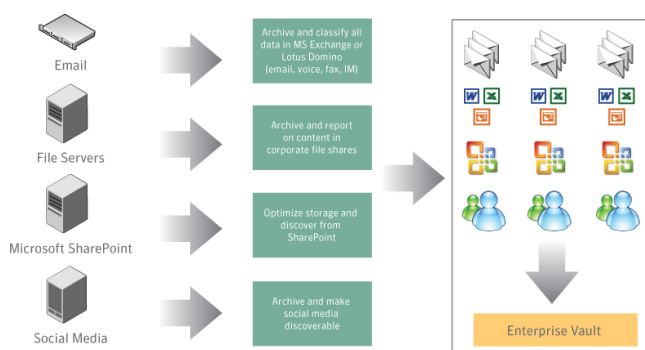 Email
Archive and classify all
data in MS Exchange or
Lotus Domino
(email, voice, fax, IM)
File Servers
Archive and report
on content in
corporate file shares
Microsoft SharePoint
Optimize storage and
discover from
SharePoint
Social Media
Archive and make
social media
discoverable
W X W X W X
Enterprise Vault